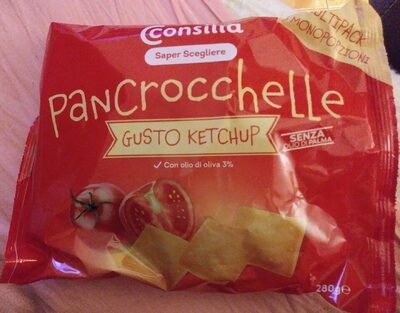 Consilia
Saper Scegliere
MULTIPACK
MONOPORZIONI
Pancrocchelle
GUSTO KETCHUP
SENZA
OLIO DI PALMA
✓ Con olio di oliva 3%
280g℮